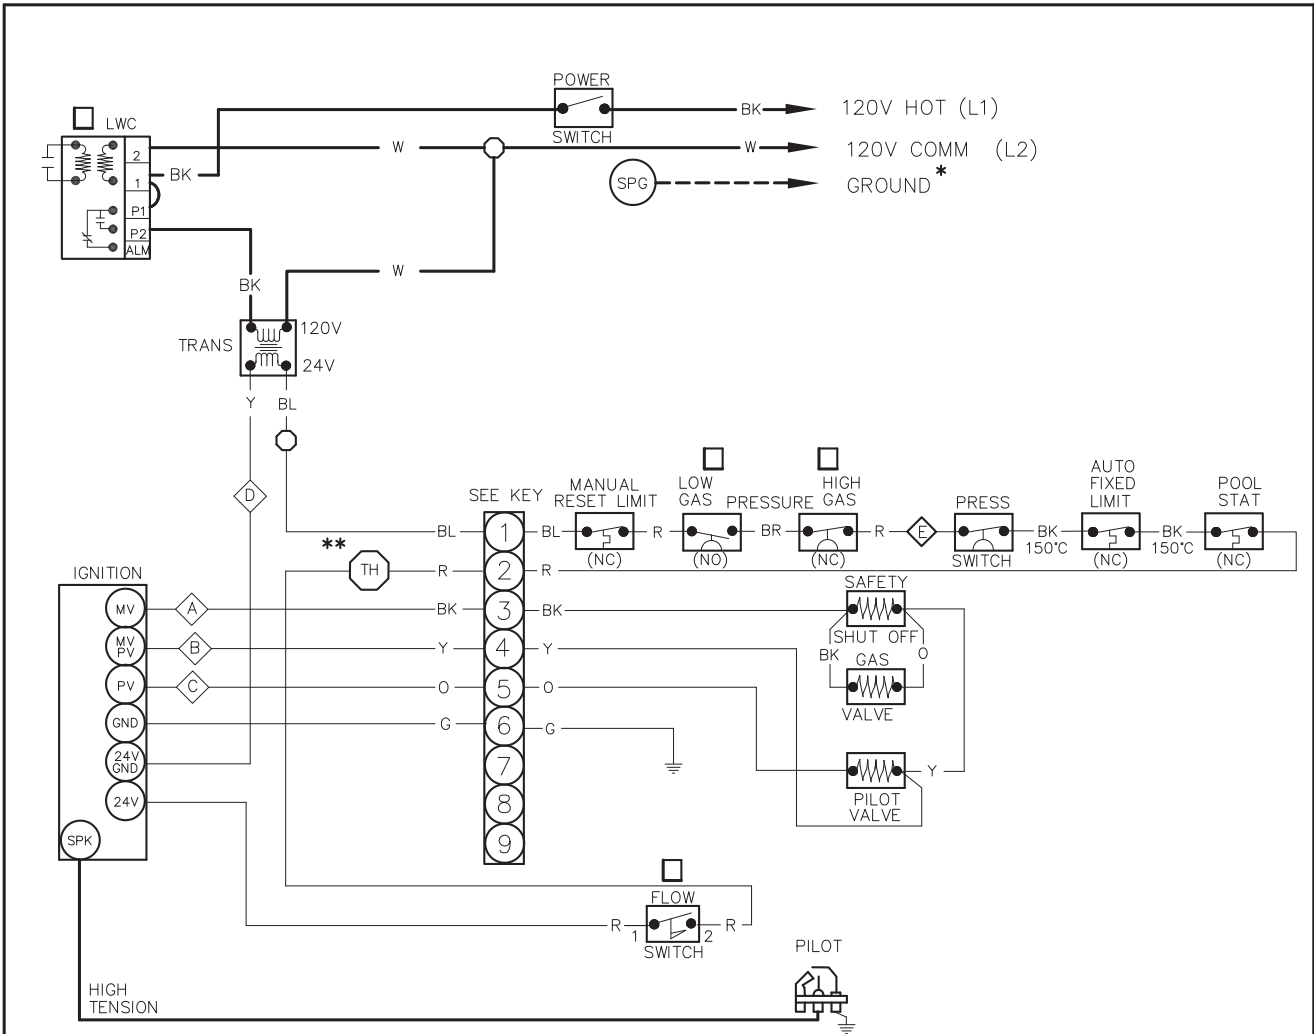 POWER
SWITCH
BK
120V HOT (L1)
LWC
2
1
P1
P2
ALM
BK
W
W
120V COMM (L2)
SPG
GROUND *
W
BK
TRANS
120V
24V
Y
BL
D
SEE KEY
MANUAL
RESET LIMIT
LOW
GAS
PRESSURE
HIGH
GAS
PRESS
SWITCH
AUTO
FIXED
LIMIT
POOL
STAT
BL
1
BL
(NC)
R
(NO)
BR
(NC)
R
E
BK
150°C
(NC)
BK
150°C
(NC)
**
TH
R
2
R
IGNITION
MV
A
BK
3
BK
SAFETY
SHUT OFF
MV
PV
B
Y
4
Y
BK
GAS
O
VALVE
PV
C
O
5
O
GND
G
6
G
24V
GND
7
Y
PILOT
VALVE
24V
8
SPK
9
FLOW
R
1
2
R
SWITCH
PILOT
HIGH
TENSION